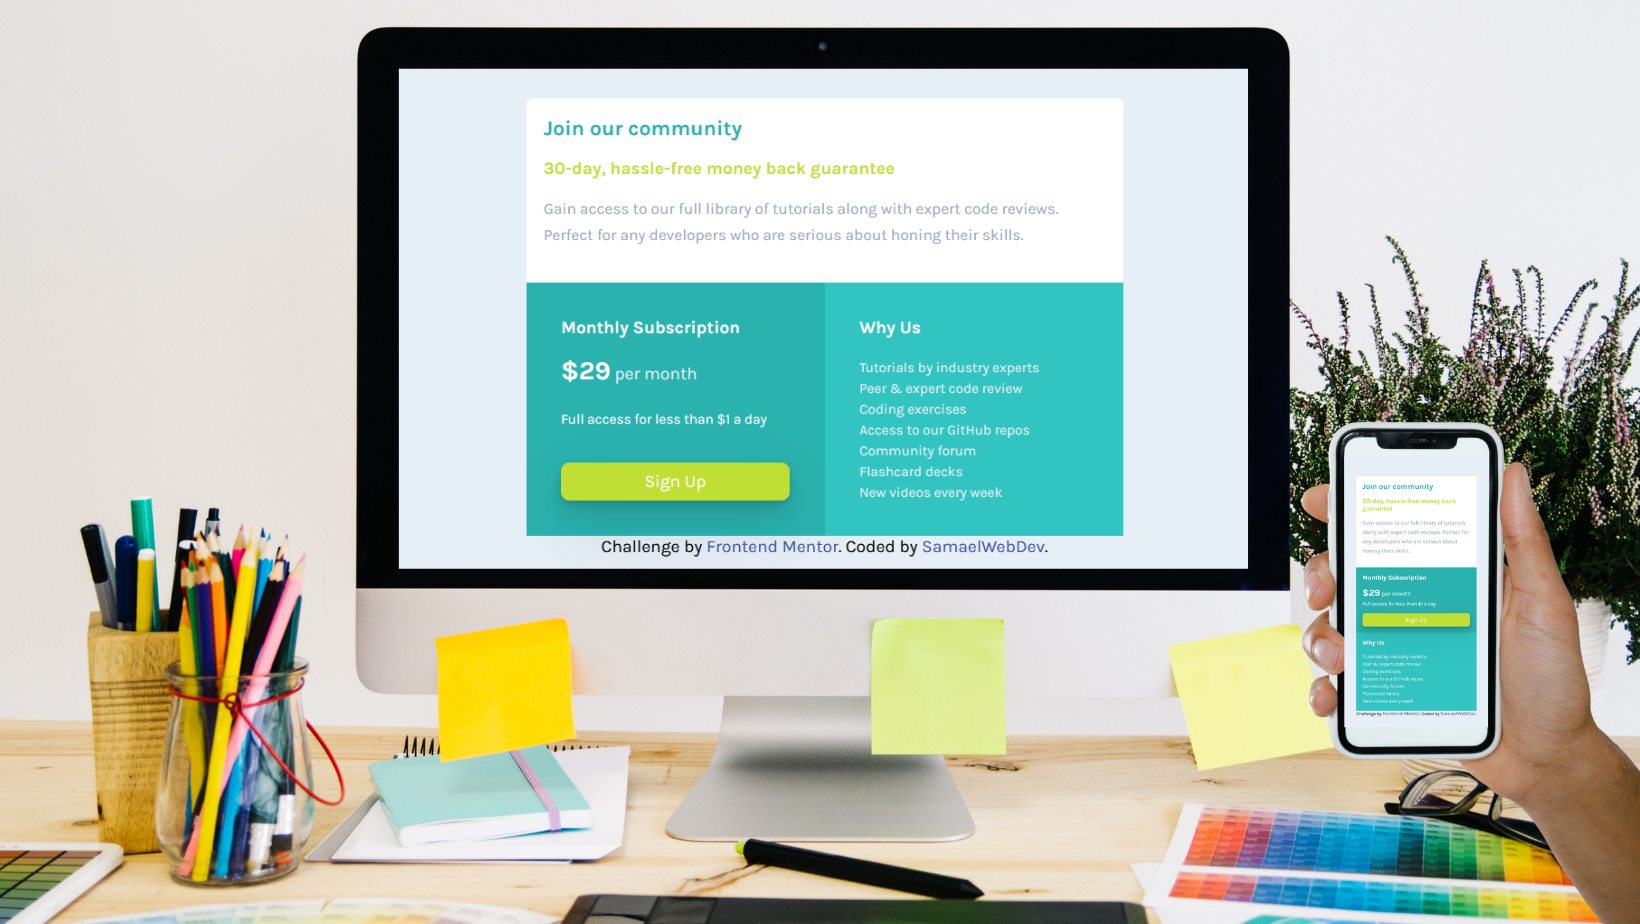 Join our community
30-day, hassle-free money back guarantee
Gain access to our full library of tutorials along with expert code reviews.
Perfect for any developers who are serious about honing their skills.
Monthly Subscription
$29 per month
Full access for less than $1 a day
Sign Up
Why Us
Tutorials by industry experts
Peer & expert code review
Coding exercises
Access to our GitHub repos
Community forum
Flashcard decks
New videos every week
Challenge by Frontend Mentor. Coded by SamaelWebDev.
Join our community
30-day, hassle-free money back
guarantee
Gain access to our full library of tutorials
along with expert code reviews. Perfect for
any developers who are serious about
honing their skills.
Monthly Subscription
$29 per month
Full access for less than $1 a day
Sign Up
Why Us
Tutorials by industry experts
Peer & expert code review
Coding exercises
Access to our GitHub repos
Community forum
Flashcard decks
New videos every week
Challenge by Frontend Mentor. Coded by SamaelWebDev.